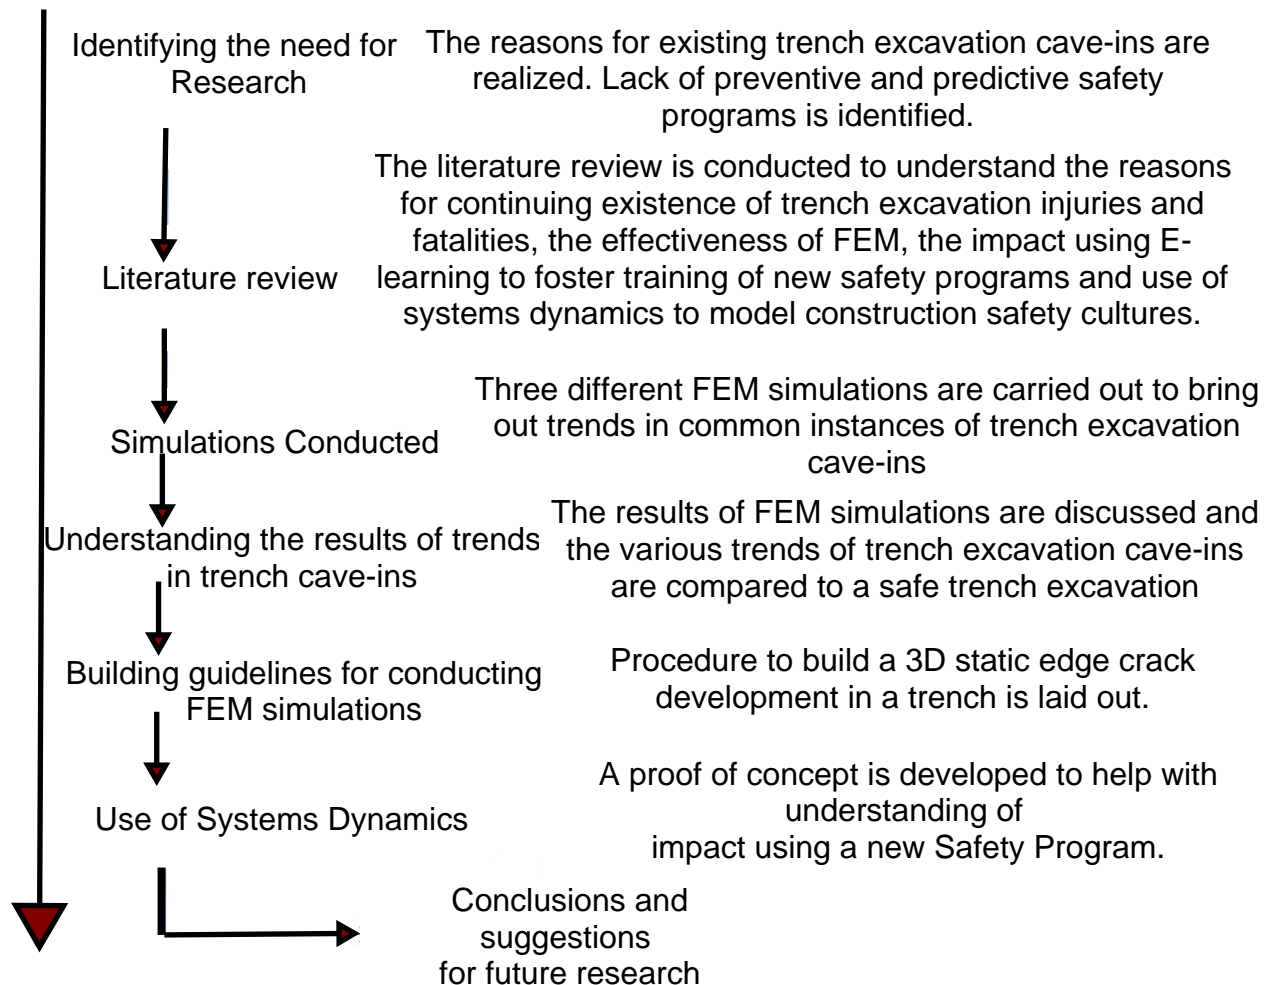 Identifying the need for
Research
The reasons for existing trench excavation cave-ins are
realized. Lack of preventive and predictive safety
programs is identified.
Literature review
The literature review is conducted to understand the reasons
for continuing existence of trench excavation injuries and
fatalities, the effectiveness of FEM, the impact using E-
learning to foster training of new safety programs and use of
systems dynamics to model construction safety cultures.
Simulations Conducted
Three different FEM simulations are carried out to bring
out trends in common instances of trench excavation
cave-ins
Understanding the results of trends
in trench cave-ins
The results of FEM simulations are discussed and
the various trends of trench excavation cave-ins
are compared to a safe trench excavation
Building guidelines for conducting
FEM simulations
Procedure to build a 3D static edge crack
development in a trench is laid out.
Use of Systems Dynamics
A proof of concept is developed to help with
understanding of
impact using a new Safety Program.
Conclusions and
suggestions
for future research